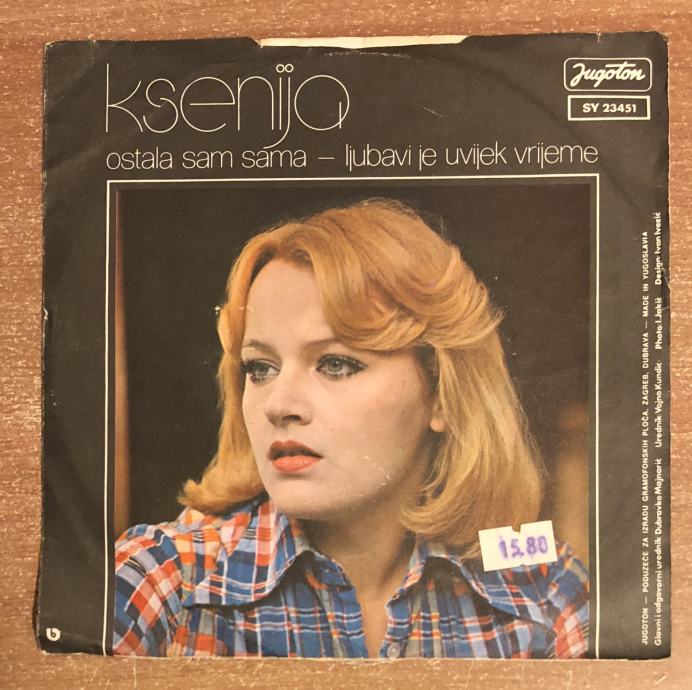 ksenija
Jugoton
SY 23451
ostala sam sama – ljubavi je uvijek vrijeme
15.80
JUGOTON — PODUZEĆE ZA IZRADU GRAMOFONSKIH PLOČA, ZAGREB, DUBRAVA — MADE IN YUGOSLAVIA
Glavni i odgovorni urednik Dubravko Majnarić Urednik Vojno Kundić Photo I. Jakić Design Ivan Ivezić
b